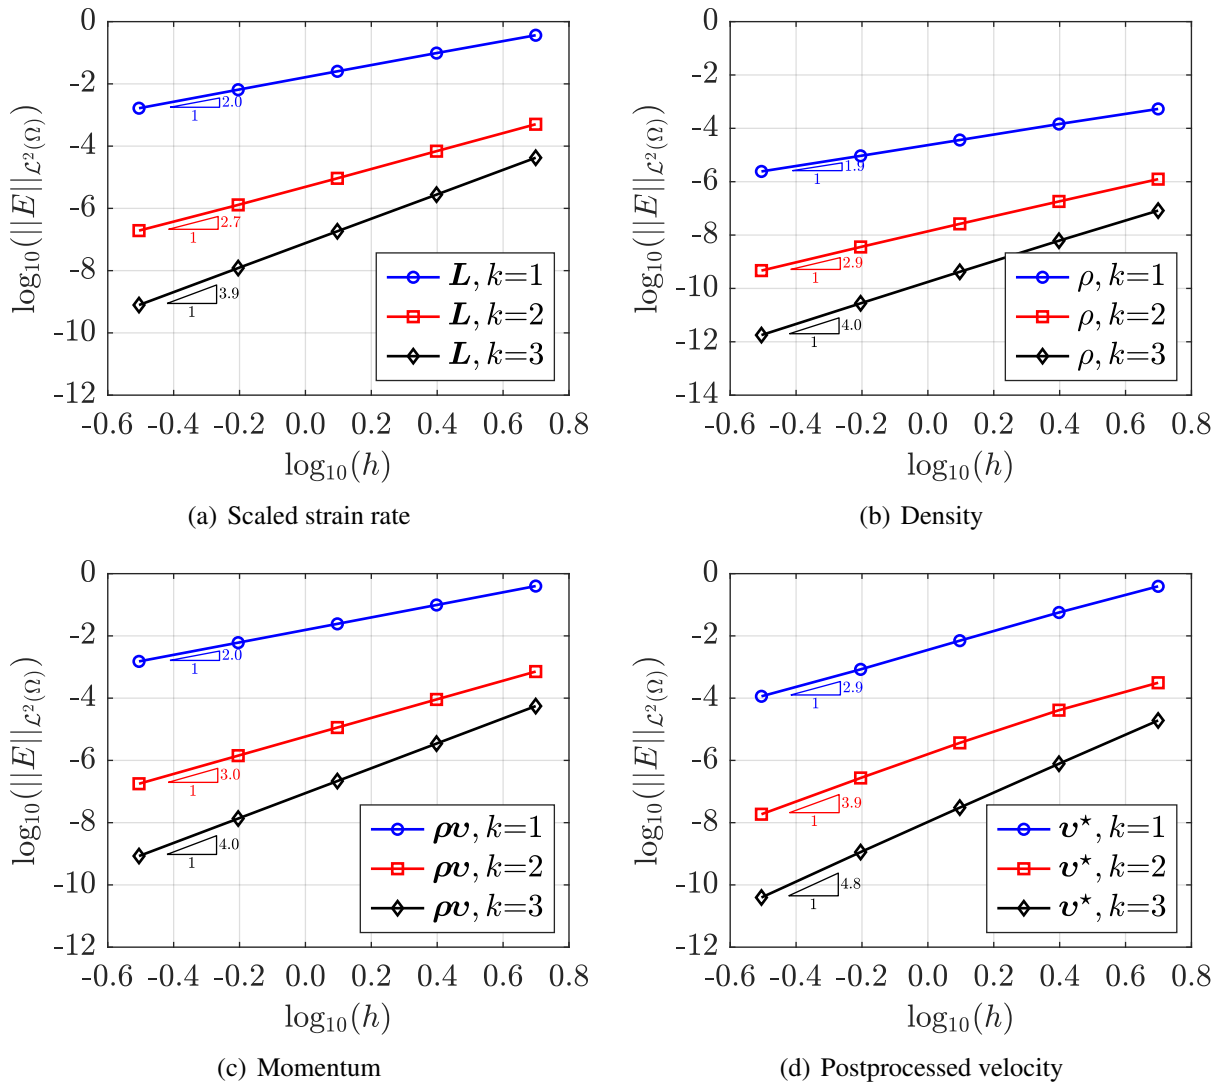 0
-2
-4
-6
-8
-10
-12
-0.6 -0.4 -0.2 0.0 0.2 0.4 0.6 0.8
log10(h)
log10(||E||L2(Ω))
2.0
1
2.7
1
3.9
1
L, k=1
L, k=2
L, k=3
(a) Scaled strain rate
0
-2
-4
-6
-8
-10
-12
-14
-0.6 -0.4 -0.2 0.0 0.2 0.4 0.6 0.8
log10(h)
log10(||E||L2(Ω))
1.9
1
2.9
1
4.0
1
ρ, k=1
ρ, k=2
ρ, k=3
(b) Density
0
-2
-4
-6
-8
-10
-12
-0.6 -0.4 -0.2 0.0 0.2 0.4 0.6 0.8
log10(h)
log10(||E||L2(Ω))
2.0
1
3.0
1
4.0
1
ρv, k=1
ρv, k=2
ρv, k=3
(c) Momentum
0
-2
-4
-6
-8
-10
-12
-0.6 -0.4 -0.2 0.0 0.2 0.4 0.6 0.8
log10(h)
log10(||E||L2(Ω))
2.9
1
3.9
1
4.8
1
v⋆, k=1
v⋆, k=2
v⋆, k=3
(d) Postprocessed velocity